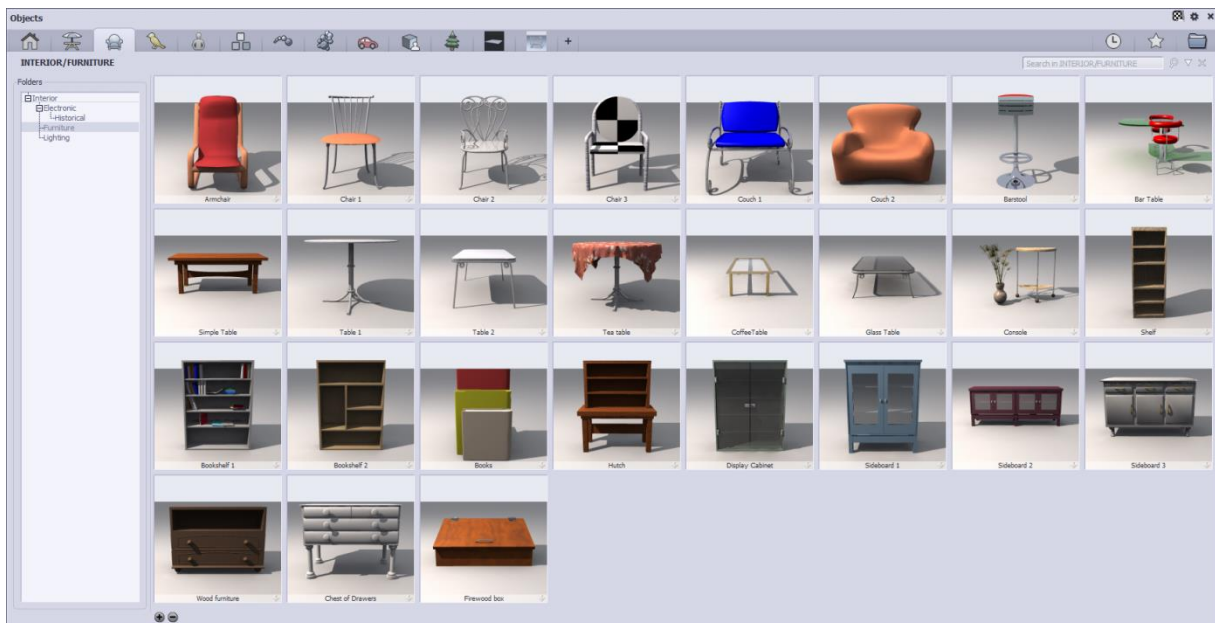 Objects
INTERIOR/FURNITURE
Search in INTERIOR/FURNITURE
Folders
Interior
Electronic
Historical
Furniture
Lighting
Armchair
Chair 1
Chair 2
Chair 3
Couch 1
Couch 2
Barstool
Bar Table
Simple Table
Table 1
Table 2
Tea table
CoffeeTable
Glass Table
Console
Shelf
Bookshelf 1
Bookshelf 2
Books
Hutch
Display Cabinet
Sideboard 1
Sideboard 2
Sideboard 3
Wood furniture
Chest of Drawers
Firewood box